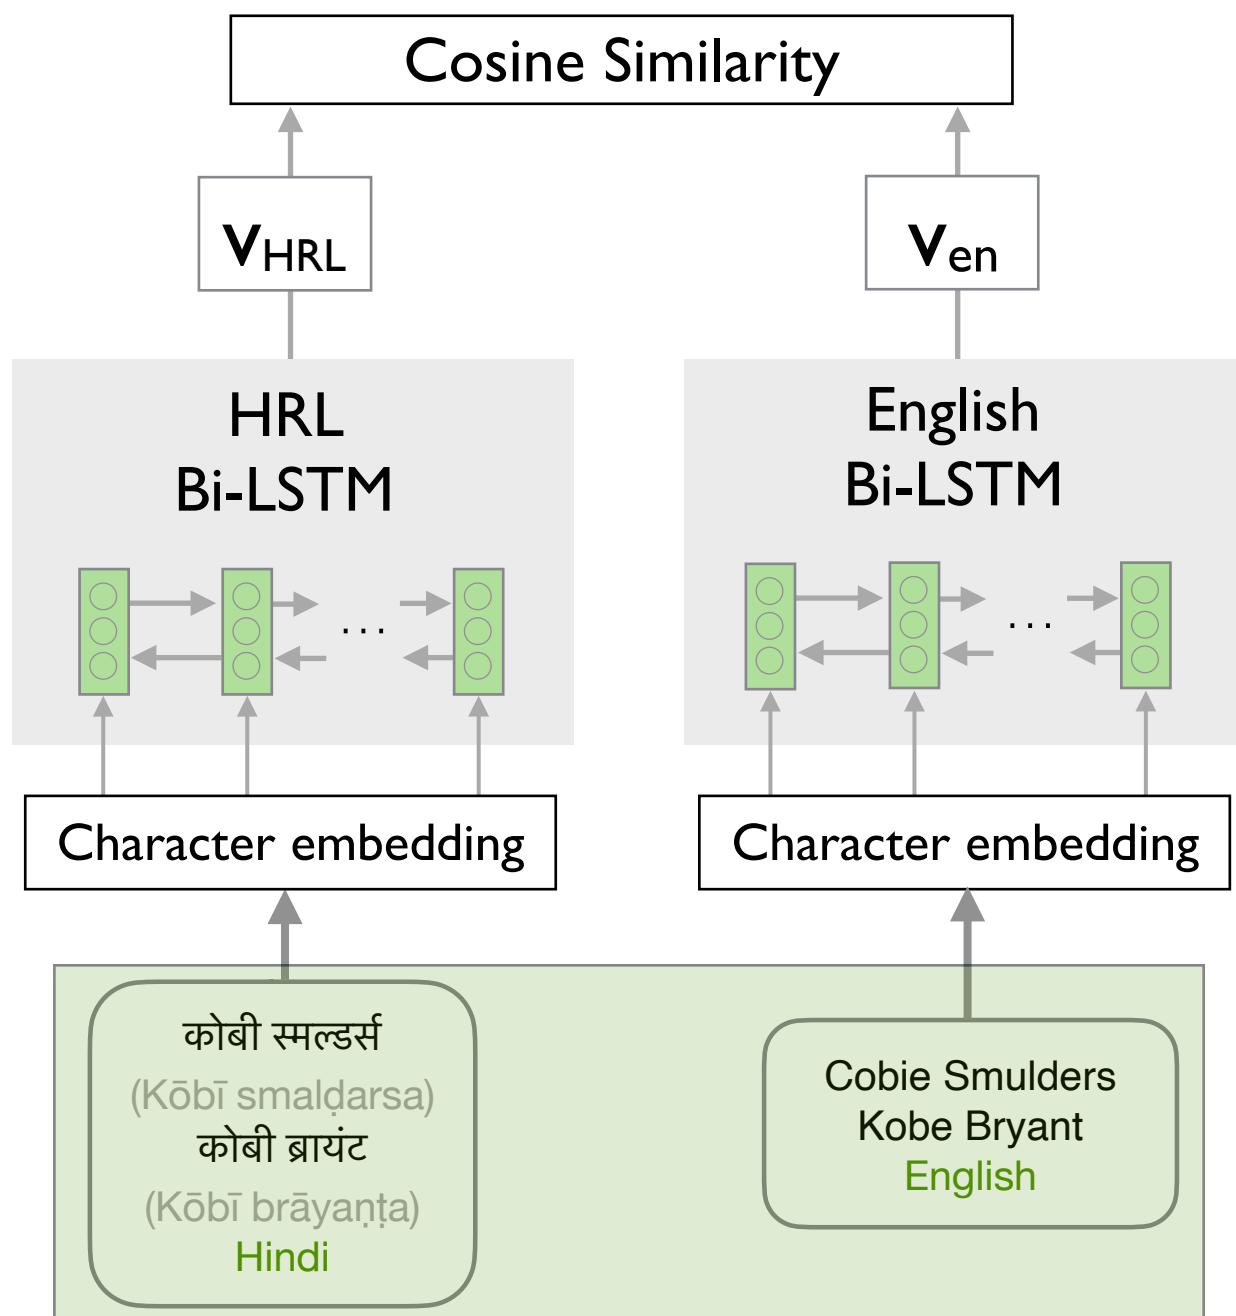 Cosine Similarity
VHRL
Ven
HRL
Bi-LSTM
English
Bi-LSTM
...
...
Character embedding
Character embedding
कोबी स्मल्डर्स
(Kōbī smalḍarsa)
कोबी ब्रायंट
(Kōbī brāyaṇṭa)
Hindi
Cobie Smulders
Kobe Bryant
English